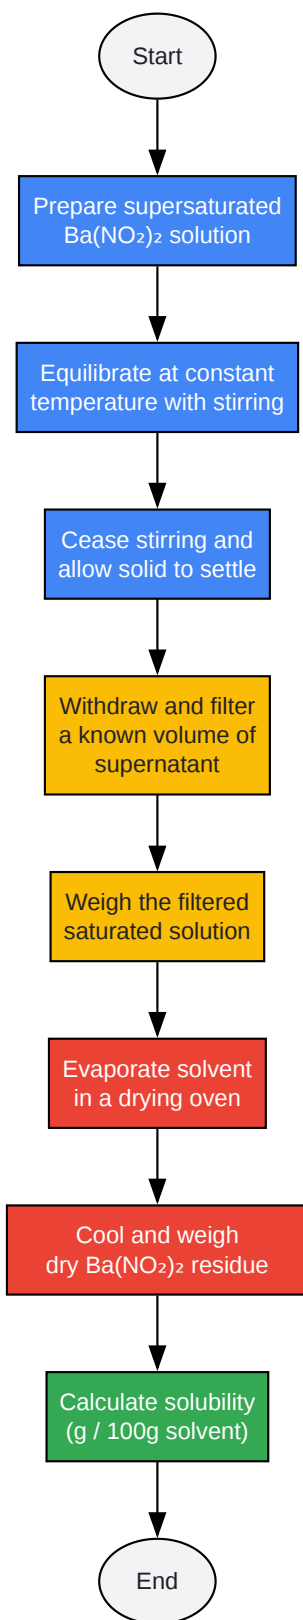 Start
Prepare supersaturated
Ba(NO₂)₂ solution
Equilibrate at constant
temperature with stirring
Cease stirring and
allow solid to settle
Withdraw and filter
a known volume of
supernatant
Weigh the filtered
saturated solution
Evaporate solvent
in a drying oven
Cool and weigh
dry Ba(NO₂)₂ residue
Calculate solubility
(g / 100g solvent)
End